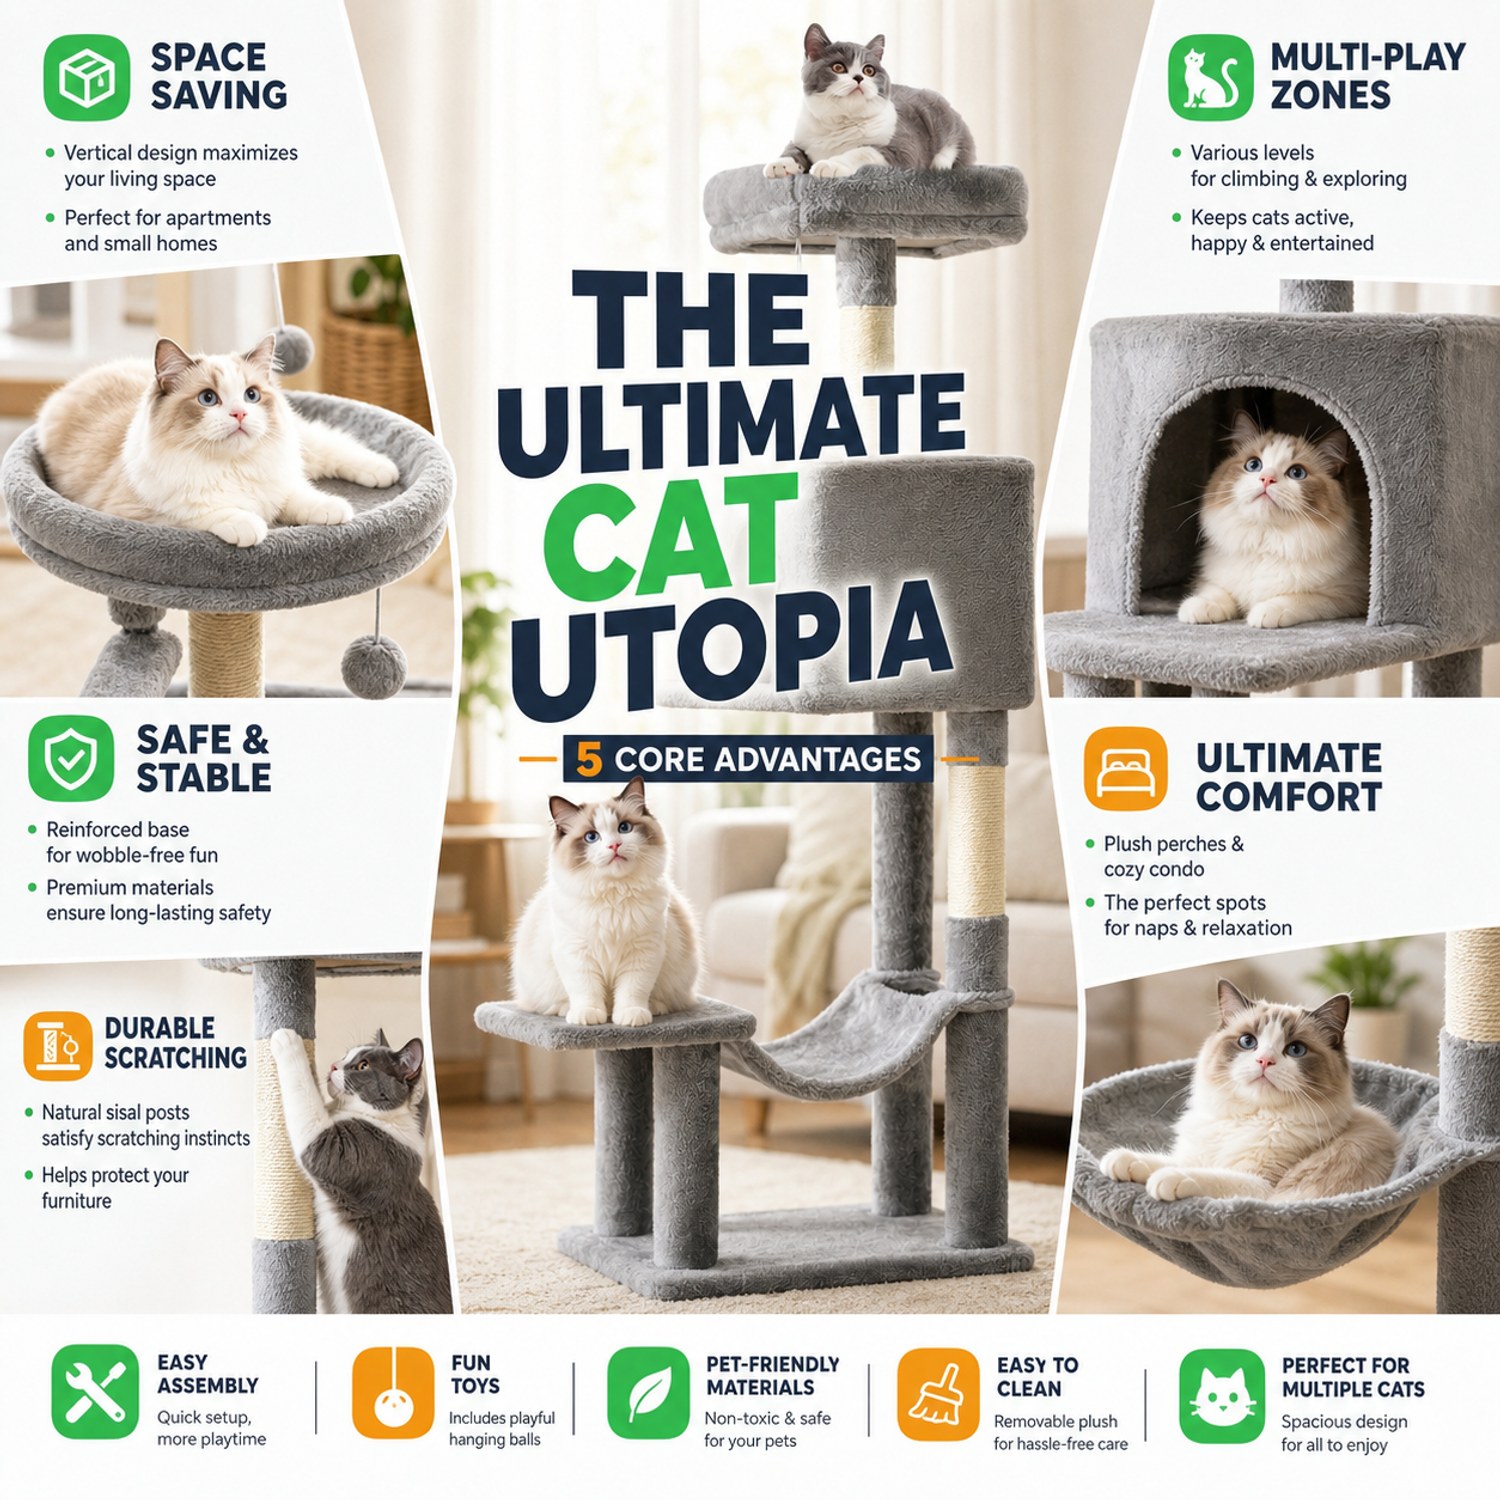 SPACE
SAVING
• Vertical design maximizes
your living space
• Perfect for apartments
and small homes
MULTI-PLAY
ZONES
• Various levels
for climbing & exploring
• Keeps cats active,
happy & entertained
THE
ULTIMATE
CAT
UTOPIA
5 CORE ADVANTAGES
SAFE &
STABLE
• Reinforced base
for wobble-free fun
• Premium materials
ensure long-lasting safety
ULTIMATE
COMFORT
• Plush perches &
cozy condo
• The perfect spots
for naps & relaxation
DURABLE
SCRATCHING
• Natural sisal posts
satisfy scratching instincts
• Helps protect your
furniture
EASY
ASSEMBLY
Quick setup,
more playtime
FUN
TOYS
Includes playful
hanging balls
PET-FRIENDLY
MATERIALS
Non-toxic & safe
for your pets
EASY TO
CLEAN
Removable plush
for hassle-free care
PERFECT FOR
MULTIPLE CATS
Spacious design
for all to enjoy